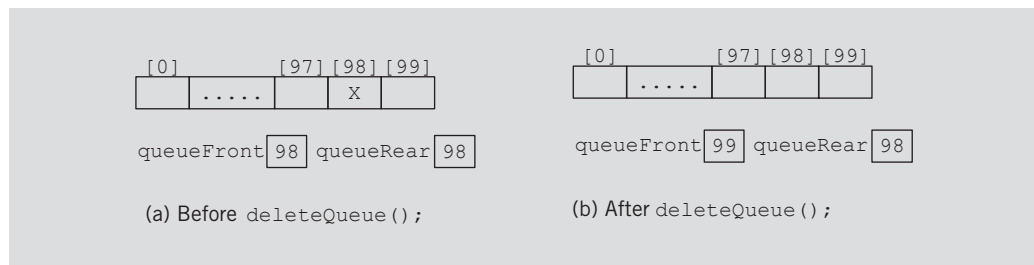 [0] [97] [98] [99]
..... X
queueFront 98 queueRear 98
(a) Before deleteQueue();
[0] [97] [98] [99]
.....
queueFront 99 queueRear 98
(b) After deleteQueue();